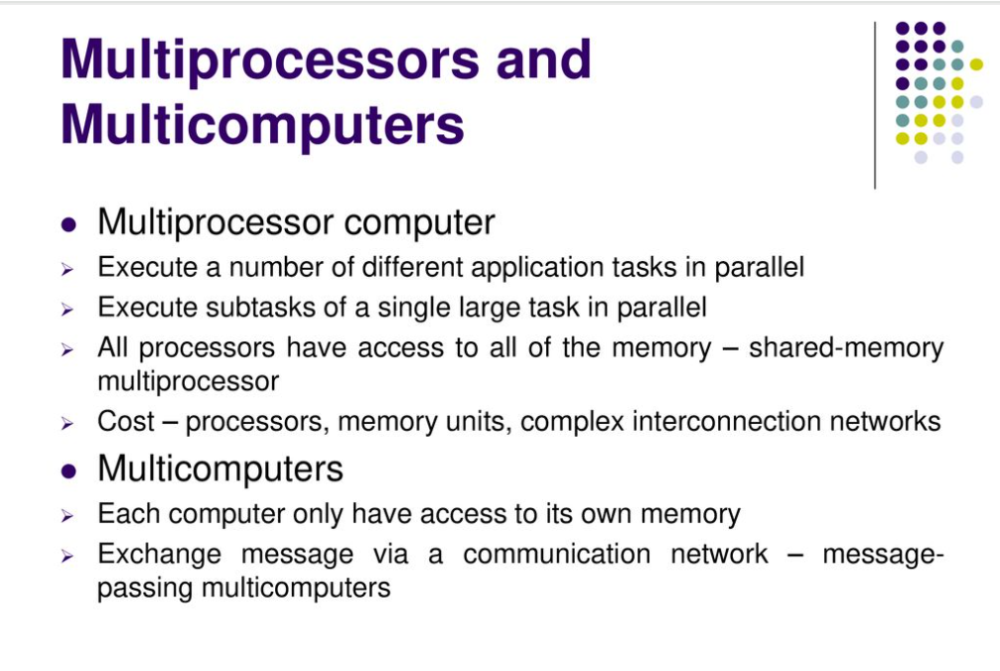 Multiprocessors and
Multicomputers
● Multiprocessor computer
➢ Execute a number of different application tasks in parallel
➢ Execute subtasks of a single large task in parallel
➢ All processors have access to all of the memory – shared-memory
multiprocessor
➢ Cost – processors, memory units, complex interconnection networks
● Multicomputers
➢ Each computer only have access to its own memory
➢ Exchange message via a communication network – message-
passing multicomputers